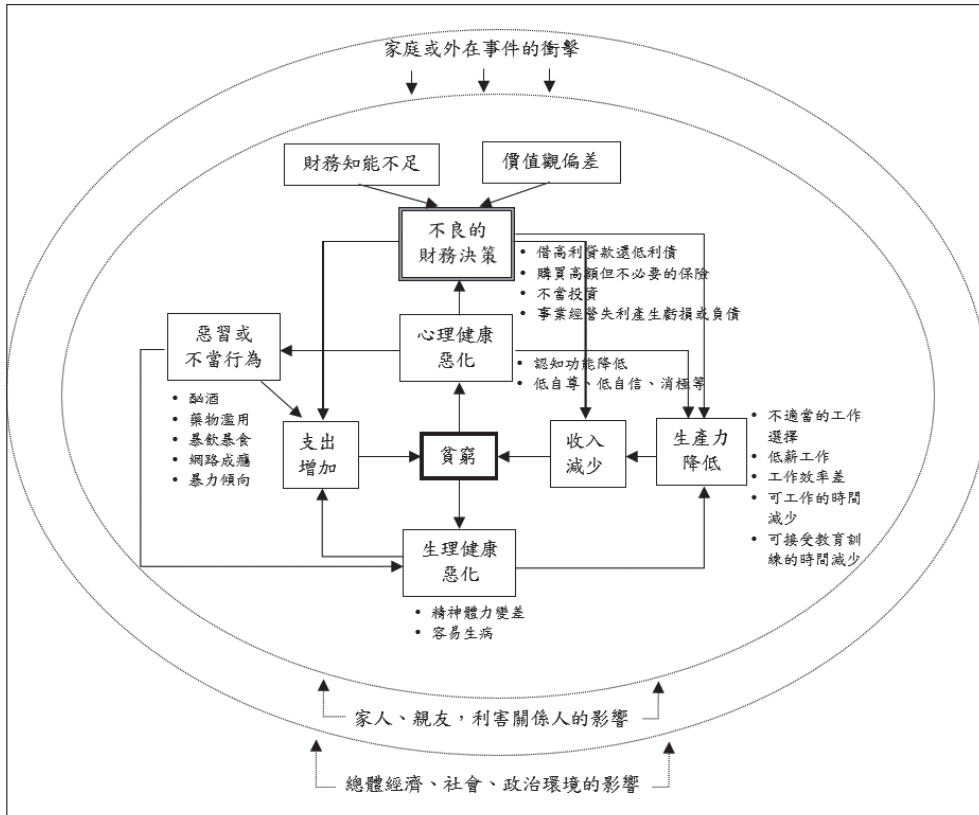 家庭或外在事件的衝擊
財務知能不足
價值觀偏差
不良的
財務決策
• 借高利貸款還低利債
• 購買高額但不必要的保險
• 不當投資
• 事業經營失利產生虧損或負債
惡習或
不當行為
心理健康
惡化
• 認知功能降低
• 低自尊、低自信、消極等
• 酗酒
• 藥物濫用
• 暴飲暴食
• 網路成癮
• 暴力傾向
支出
增加
貧窮
收入
減少
生產力
降低
• 不適當的工作
選擇
• 低薪工作
• 工作效率差
• 可工作的時間
減少
• 可接受教育訓
練的時間減少
生理健康
惡化
• 精神體力變差
• 容易生病
家人、親友，利害關係人的影響
總體經濟、社會、政治環境的影響